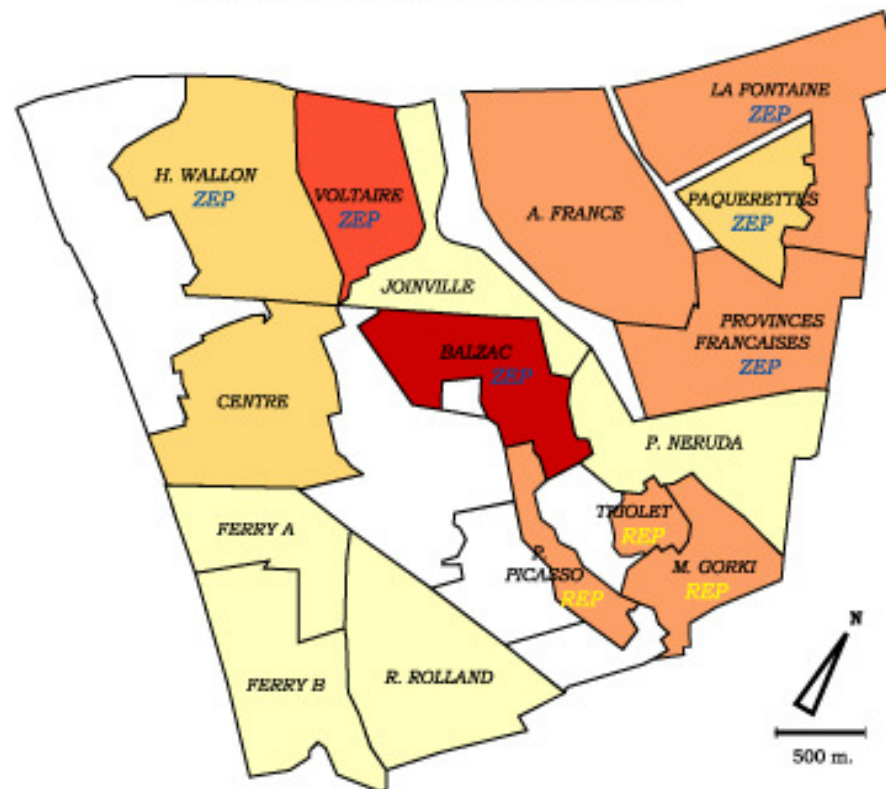 LA FONTAINE
ZEP
H. WALLON
ZEP
VOLTAIRE
ZEP
PAQUERETTES
ZEP
A. FRANCE
JOINVILLE
PROVINCES
FRANCAISES
ZEP
BALZAC
ZEP
CENTRE
P. NERUDA
FERRY A
TRIOLET
REP
P.
PICASSO
REP
M. GORKI
REP
FERRY B
R. ROLLAND
N
500 m.